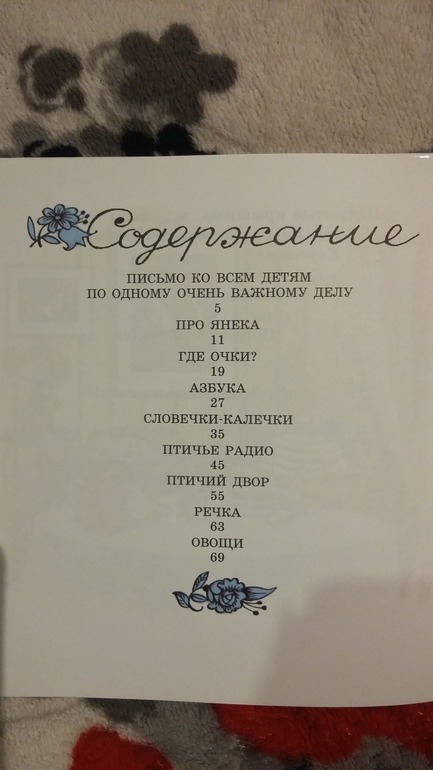 Содержание
ПИСЬМО КО ВСЕМ ДЕТЯМ
ПО ОДНОМУ ОЧЕНЬ ВАЖНОМУ ДЕЛУ
5
ПРО ЯНЕКА
11
ГДЕ ОЧКИ?
19
АЗБУКА
27
СЛОВЕЧКИ-КАЛЕЧКИ
35
ПТИЧЬЕ РАДИО
45
ПТИЧИЙ ДВОР
55
РЕЧКА
63
ОВОЩИ
69